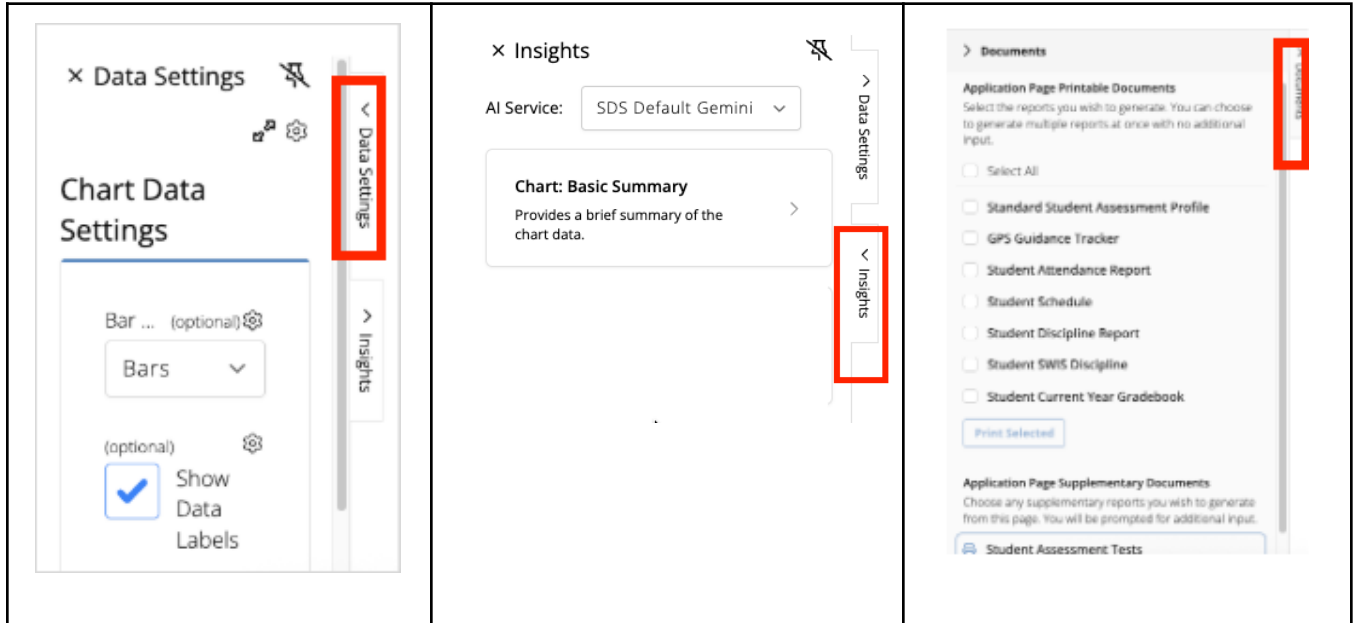 × Data Settings
Chart Data
Settings
Bar ... (optional)
Bars
(optional)
Show
Data
Labels
Data Settings
Insights
× Insights
AI Service: SDS Default Gemini
Chart: Basic Summary
Provides a brief summary of the
chart data.
Data Settings
Insights
Documents
Application Page Printable Documents
Select the reports you wish to generate. You can choose
to generate multiple reports at once with no additional
input.
Select All
Standard Student Assessment Profile
GPS Guidance Tracker
Student Attendance Report
Student Schedule
Student Discipline Report
Student SWIS Discipline
Student Current Year Gradebook
Print Selected
Application Page Supplementary Documents
Choose any supplementary reports you wish to generate
from this page. You will be prompted for additional input.
Student Assessment Tests
Documents